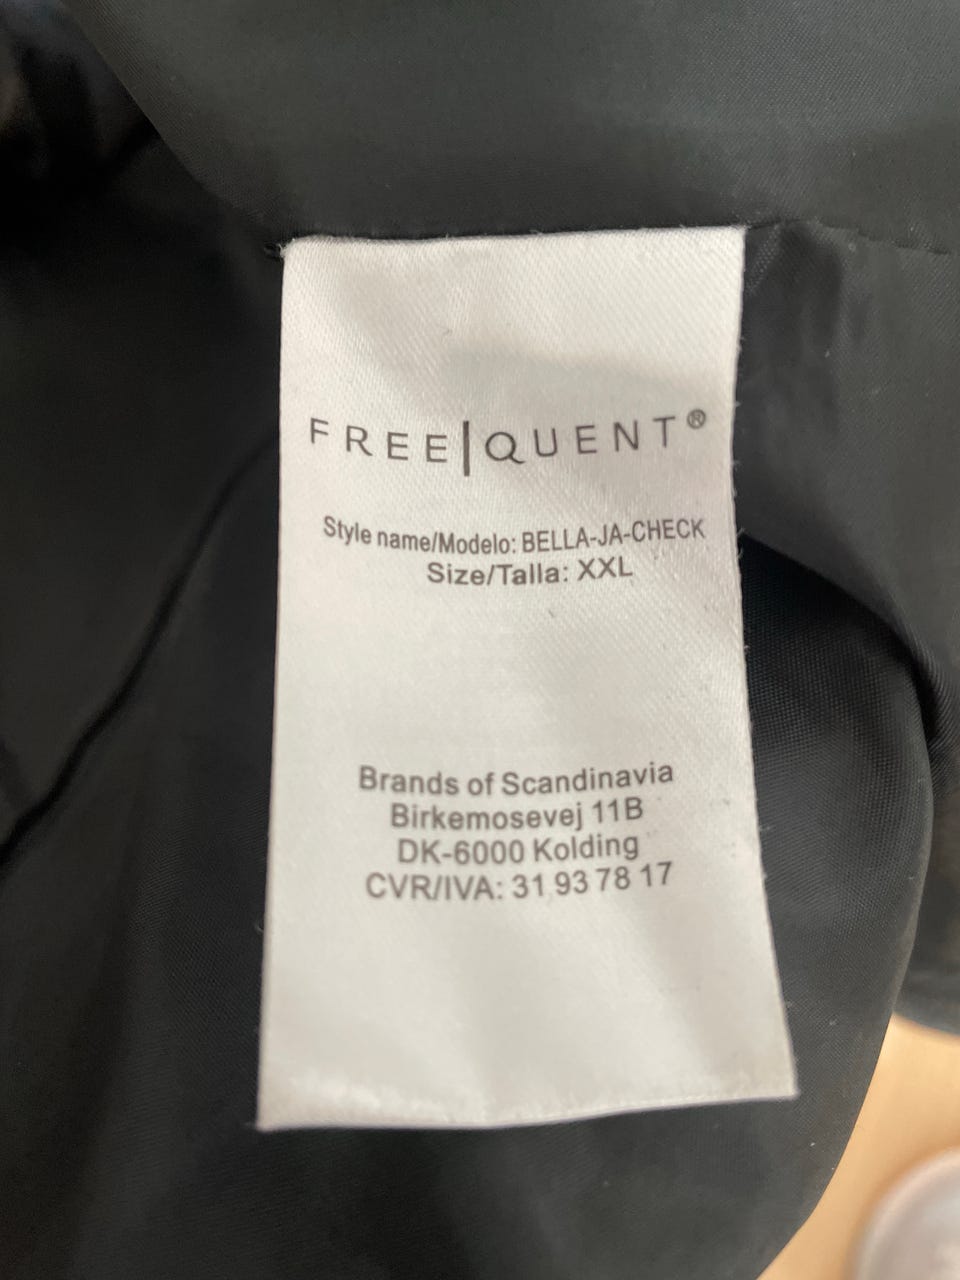 FREE|QUENT®
Style name/Modelo: BELLA-JA-CHECK
Size/Talla: XXL
Brands of Scandinavia
Birkemosevej 11B
DK-6000 Kolding
CVR/IVA: 31 93 78 17